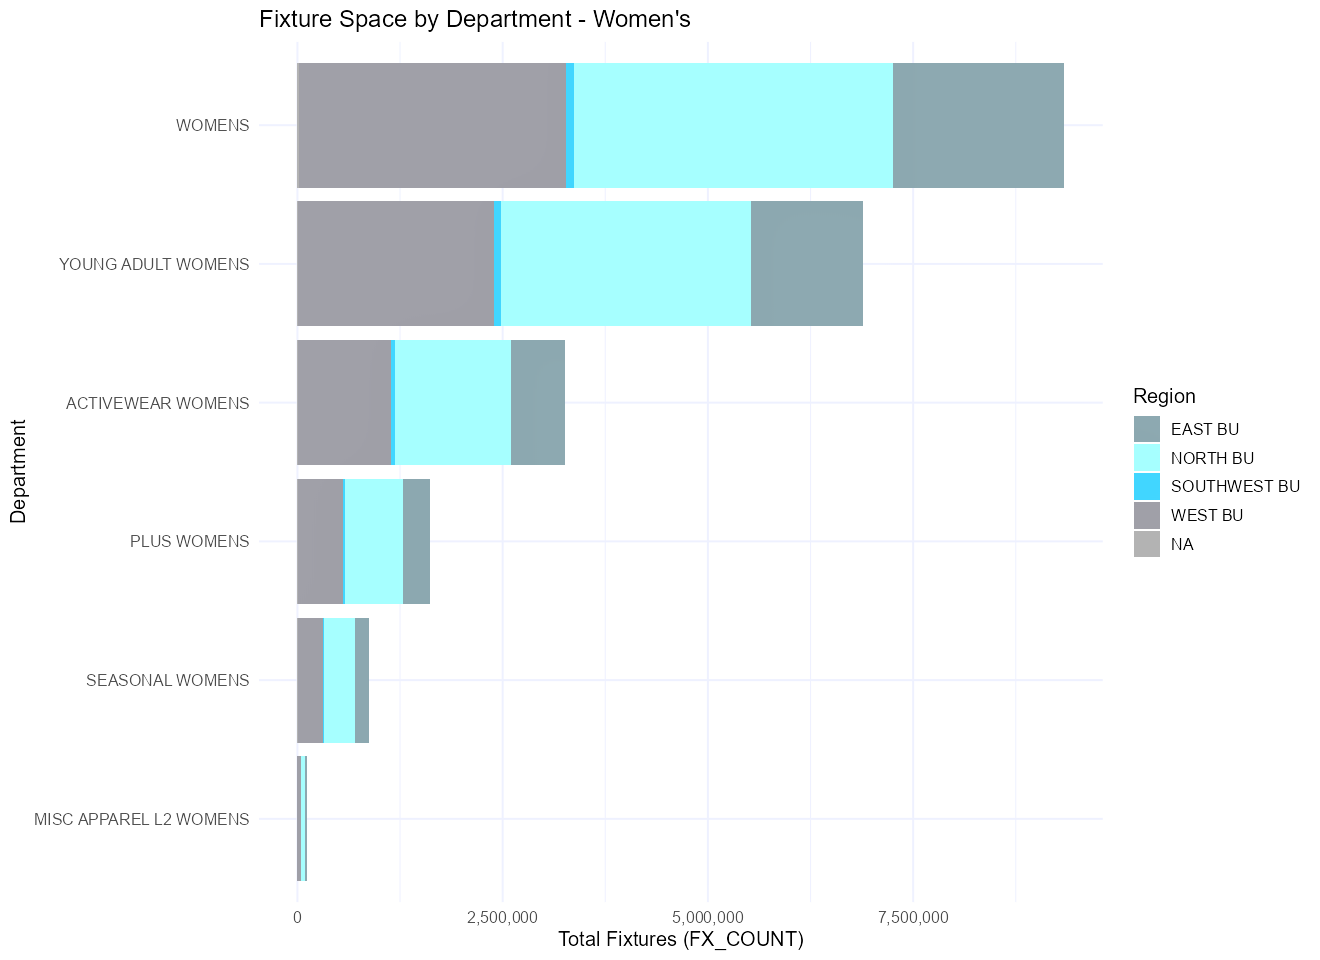 Fixture Space by Department - Women's
WOMENS
YOUNG ADULT WOMENS
ACTIVEWEAR WOMENS
PLUS WOMENS
SEASONAL WOMENS
MISC APPAREL L2 WOMENS
Department
0
2,500,000
5,000,000
7,500,000
Total Fixtures (FX_COUNT)
Region
EAST BU
NORTH BU
SOUTHWEST BU
WEST BU
NA